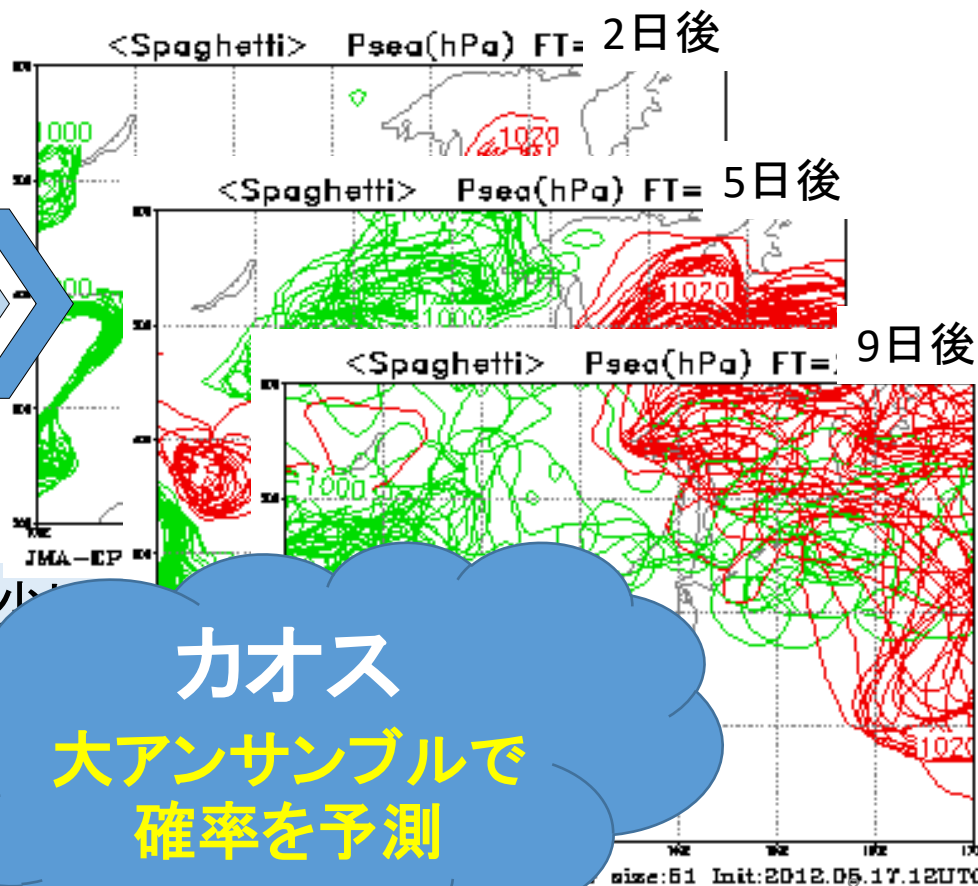 2日後
<Spaghetti> Psea(hPa) FT=
1000
1020
5日後
<Spaghetti> Psea(hPa) FT=
1020
1000
9日後
<Spaghetti> Psea(hPa) FT=
1000
JMA-EP
カオス
大アンサンブルで
確率を予測
1020
size:51 Init:2012.05.17.12UTC